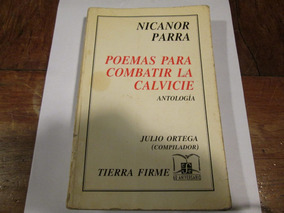 NICANOR
PARRA
POEMAS PARA
COMBATIR LA
CALVICIE
ANTOLOGÍA
JULIO ORTEGA
(COMPILADOR)
TIERRA FIRME